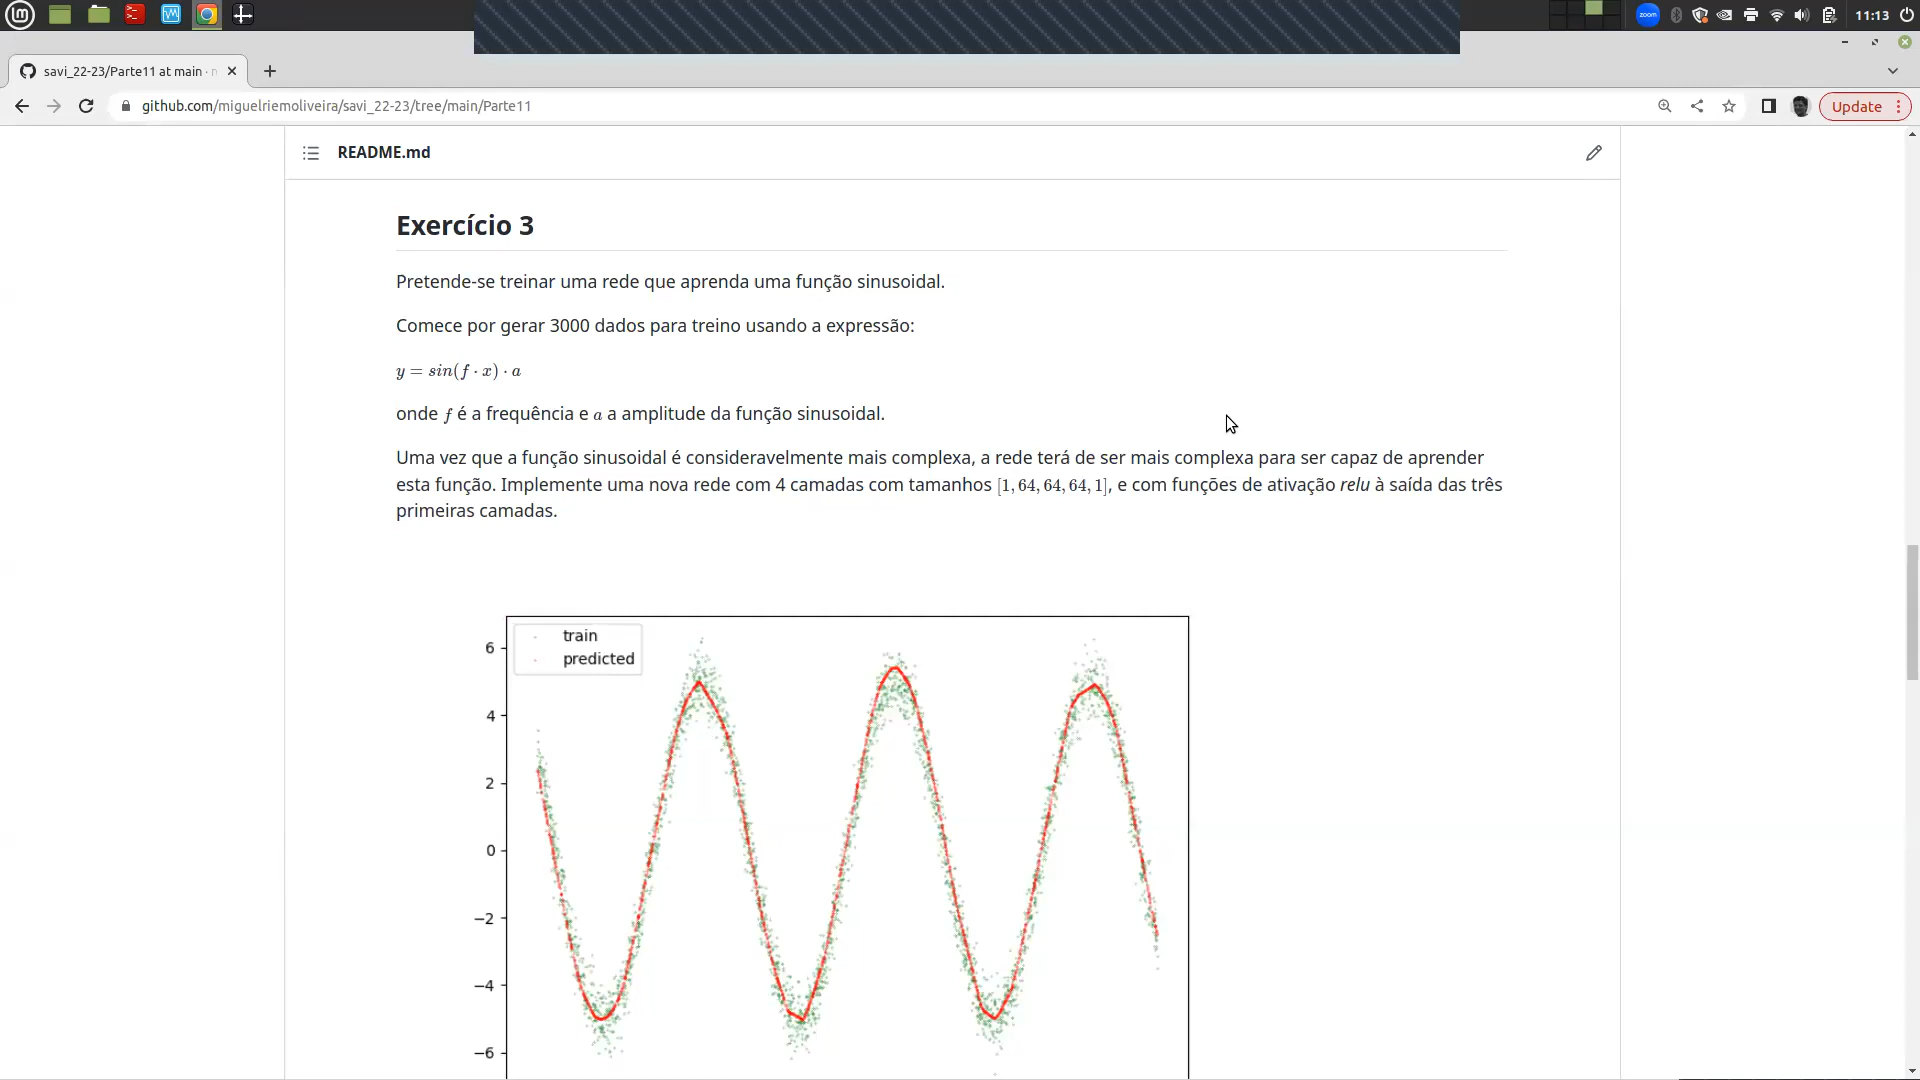 zoom
11:13
savi_22-23/Parte11 at main ·
github.com/miguelriemoliveira/savi_22-23/tree/main/Parte11
Update
README.md
Exercício 3
Pretende-se treinar uma rede que aprenda uma função sinusoidal.
Comece por gerar 3000 dados para treino usando a expressão:
y = sin(f · x) · a
onde f é a frequência e a a amplitude da função sinusoidal.
Uma vez que a função sinusoidal é consideravelmente mais complexa, a rede terá de ser mais complexa para ser capaz de aprender
esta função. Implemente uma nova rede com 4 camadas com tamanhos [1, 64, 64, 64, 1], e com funções de ativação relu à saída das três
primeiras camadas.
train
predicted
6
4
2
0
−2
−4
−6